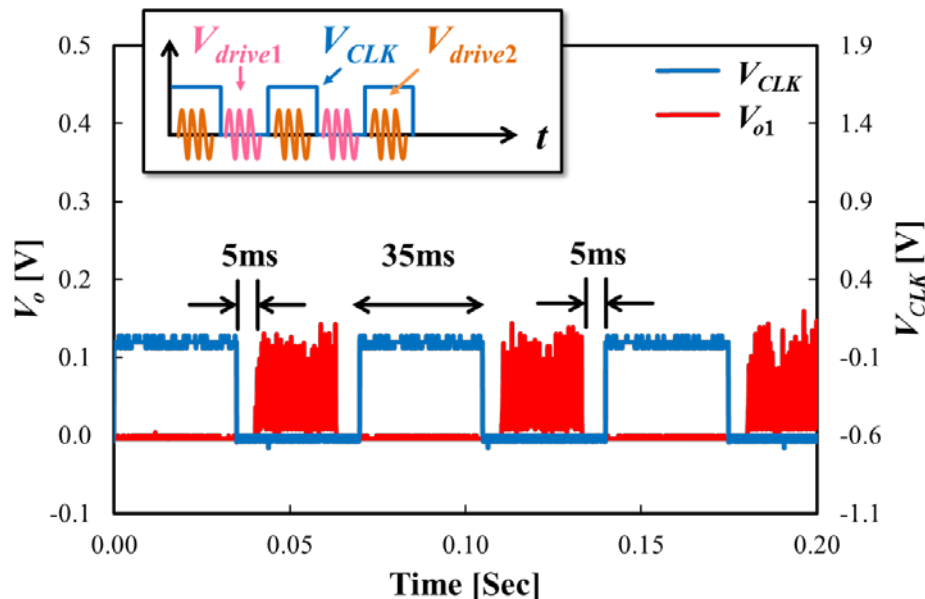 V_drive1 V_CLK V_drive2
t
V_CLK
V_o1
0.5
0.4
0.3
0.2
0.1
0.0
-0.1
V_o [V]
1.9
1.4
0.9
0.4
-0.1
-0.6
-1.1
V_CLK [V]
5ms 35ms 5ms
0.00 0.05 0.10 0.15 0.20
Time [Sec]